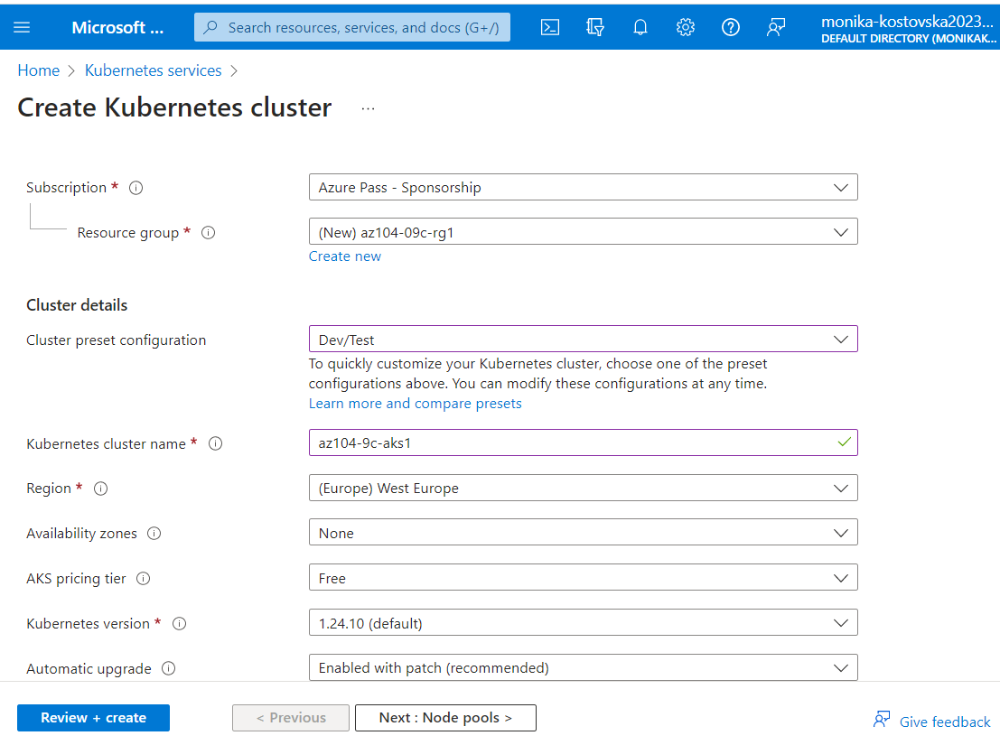 Microsoft ...
Search resources, services, and docs (G+/)
monika-kostovska2023...
DEFAULT DIRECTORY (MONIKAK...
Home > Kubernetes services >
Create Kubernetes cluster ...
Subscription *
Azure Pass - Sponsorship
Resource group *
(New) az104-09c-rg1
Create new
Cluster details
Cluster preset configuration
Dev/Test
To quickly customize your Kubernetes cluster, choose one of the preset
configurations above. You can modify these configurations at any time.
Learn more and compare presets
Kubernetes cluster name *
az104-9c-aks1
Region *
(Europe) West Europe
Availability zones
None
AKS pricing tier
Free
Kubernetes version *
1.24.10 (default)
Automatic upgrade
Enabled with patch (recommended)
Review + create
< Previous
Next : Node pools >
Give feedback